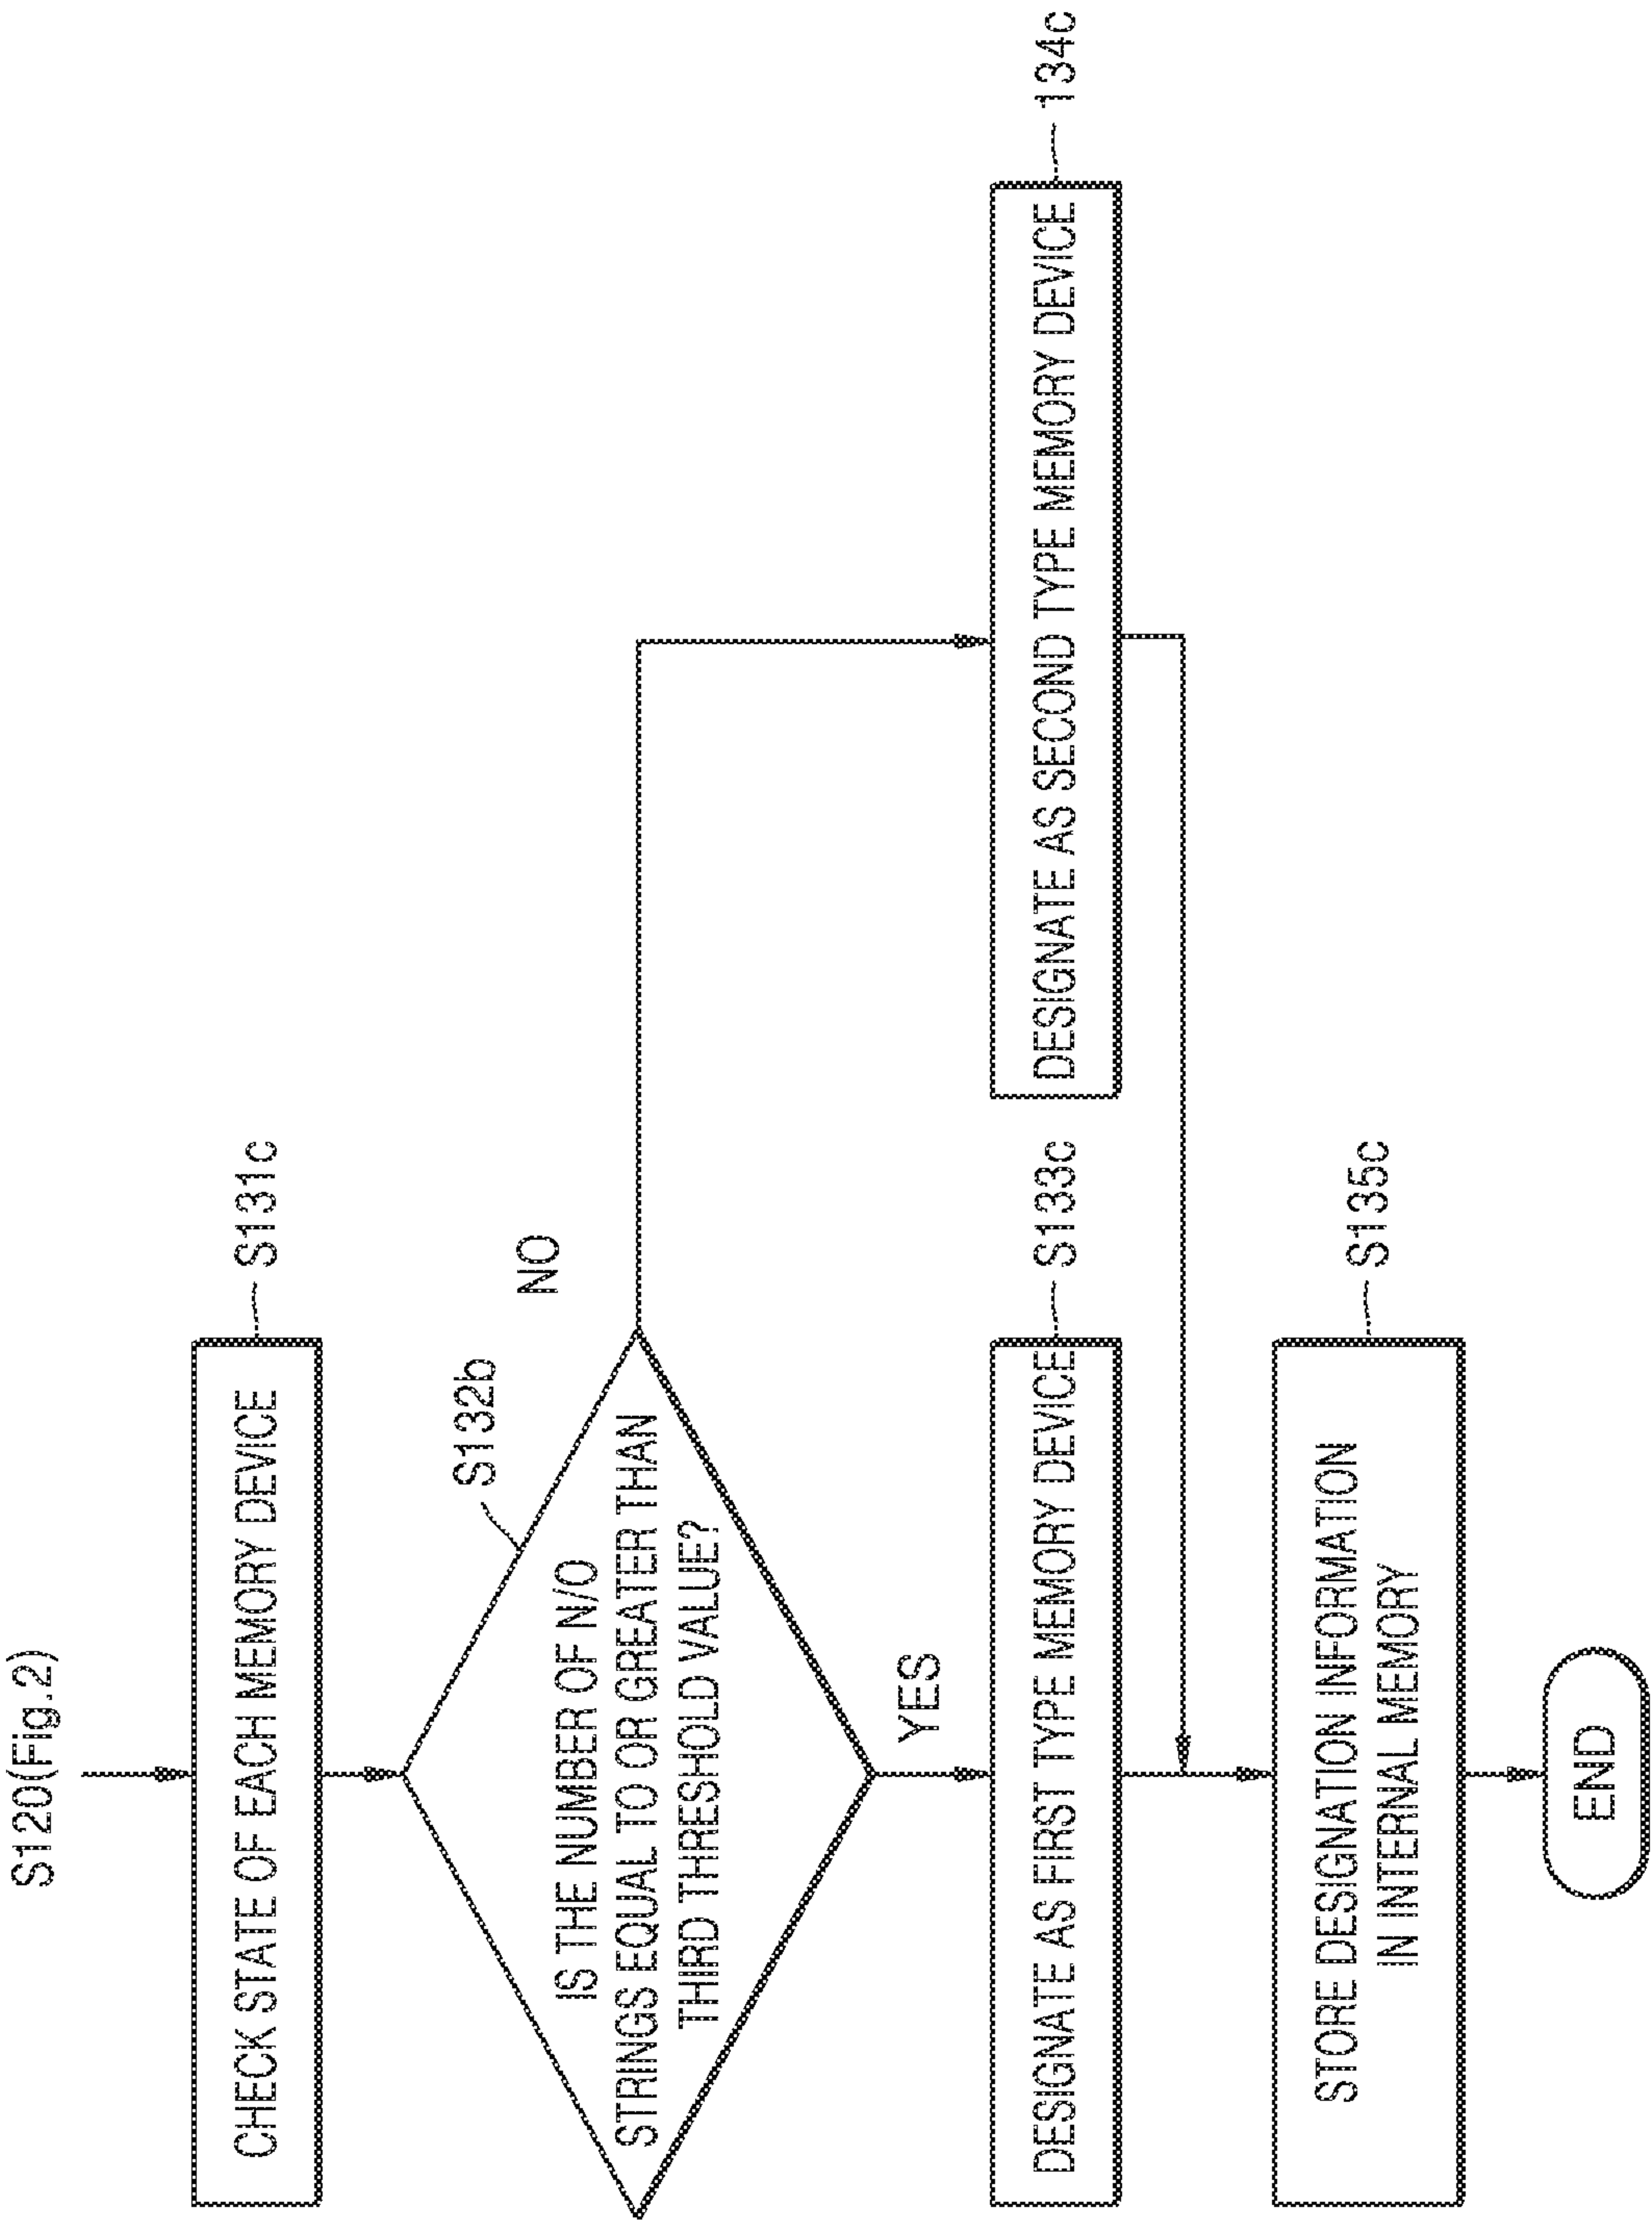 S120(Fig.2)
CHECK STATE OF EACH MEMORY DEVICE
S131c
S132b
IS THE NUMBER OF N/O
STRINGS EQUAL TO OR GREATER THAN
THIRD THRESHOLD VALUE?
NO
YES
DESIGNATE AS FIRST TYPE MEMORY DEVICE
S133c
DESIGNATE AS SECOND TYPE MEMORY DEVICE
134c
STORE DESIGNATION INFORMATION
IN INTERNAL MEMORY
S135c
END